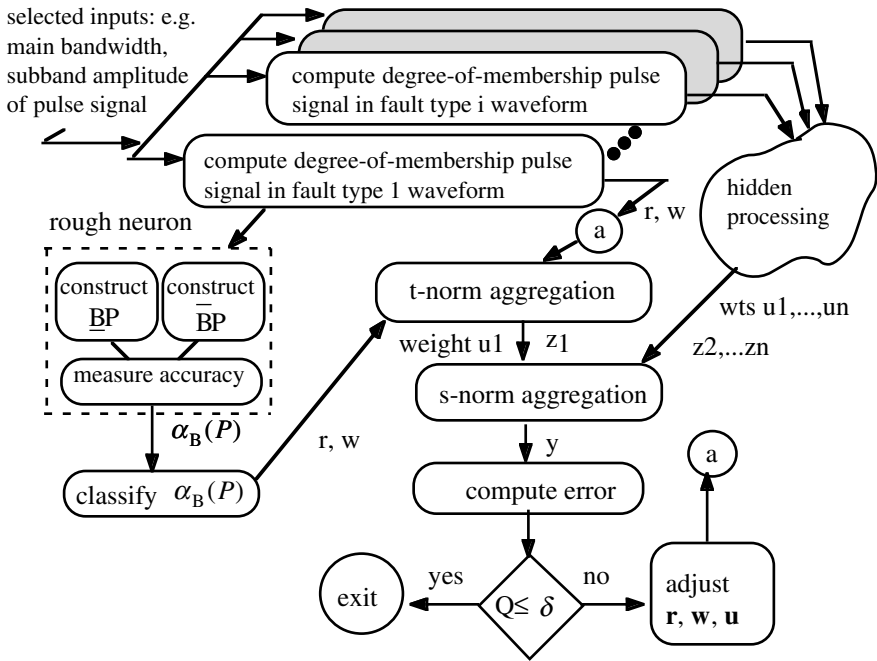 selected inputs: e.g.
main bandwidth,
subband amplitude
of pulse signal
compute degree-of-membership pulse
signal in fault type i waveform
compute degree-of-membership pulse
signal in fault type 1 waveform
hidden
processing
r, w
a
rough neuron
construct
B̲P
construct
B̅P
measure accuracy
t-norm aggregation
wts u1,...,un
z2,...zn
weight u1
z1
s-norm aggregation
α_B(P)
r, w
y
a
classify α_B(P)
compute error
exit
yes
Q≤ δ
no
adjust
r, w, u